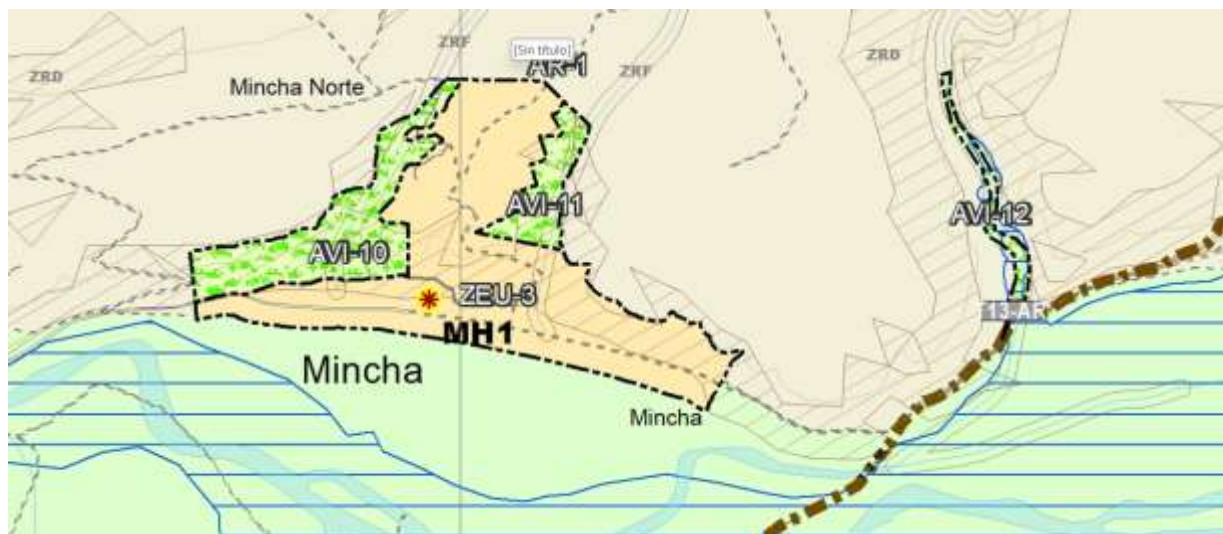 ZRF
[Sin título]
AR-1
ZRF
ZRD
ZRD
Mincha Norte
AVI-11
AVI-12
AVI-10
ZEU-3
13-AR
MH1
Mincha
Mincha